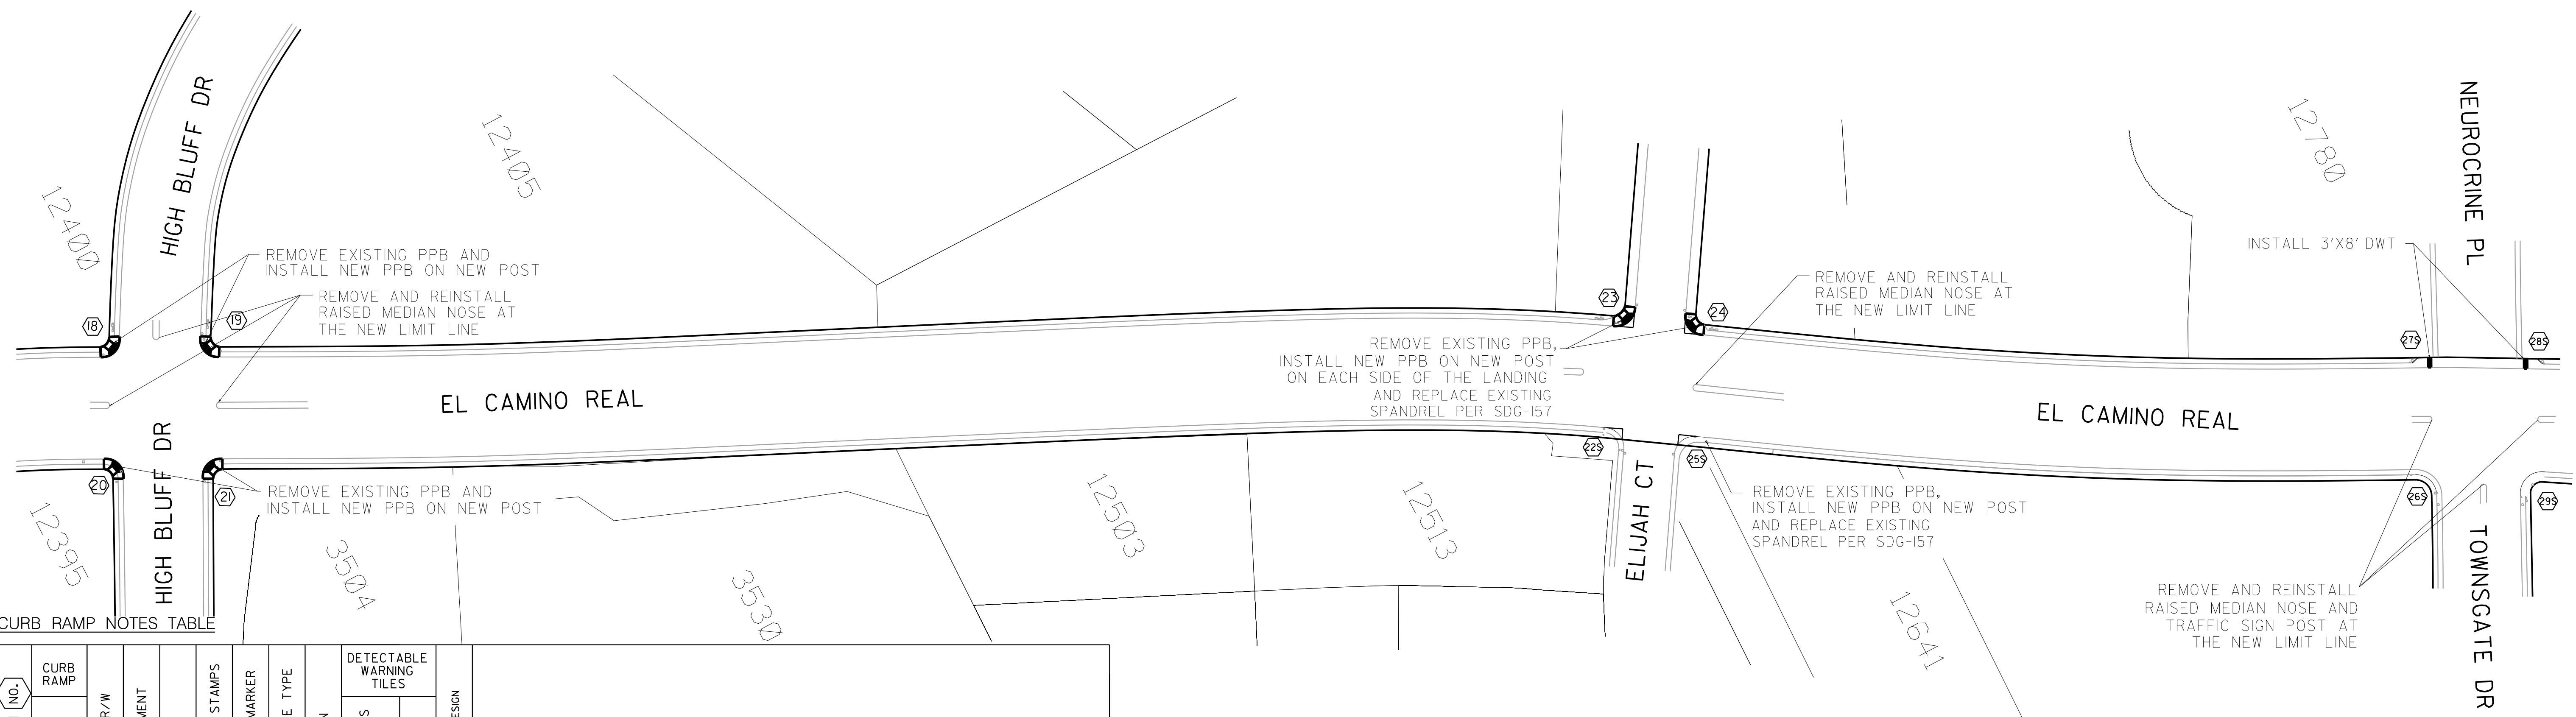 HIGH BLUFF DR
12405
12400
12780
NEUROCRINE PL
REMOVE EXISTING PPB AND
INSTALL NEW PPB ON NEW POST
REMOVE AND REINSTALL
RAISED MEDIAN NOSE AT
THE NEW LIMIT LINE
18
19
23
24
REMOVE AND REINSTALL
RAISED MEDIAN NOSE AT
THE NEW LIMIT LINE
INSTALL 3'X8' DWT
27S
28S
REMOVE EXISTING PPB,
INSTALL NEW PPB ON NEW POST
ON EACH SIDE OF THE LANDING
AND REPLACE EXISTING
SPANDREL PER SDG-157
EL CAMINO REAL
EL CAMINO REAL
HIGH BLUFF DR
20
21
22S
25S
26S
29S
REMOVE EXISTING PPB AND
INSTALL NEW PPB ON NEW POST
12395
3504
3530
12503
12513
ELIJAH CT
REMOVE EXISTING PPB,
INSTALL NEW PPB ON NEW POST
AND REPLACE EXISTING
SPANDREL PER SDG-157
12641
REMOVE AND REINSTALL
RAISED MEDIAN NOSE AND
TRAFFIC SIGN POST AT
THE NEW LIMIT LINE
TOWNSGATE DR
CURB RAMP NOTES TABLE
NO.
CURB
RAMP
R/W
STAMPS
MARKER
TYPE
DETECTABLE
WARNING
TILES